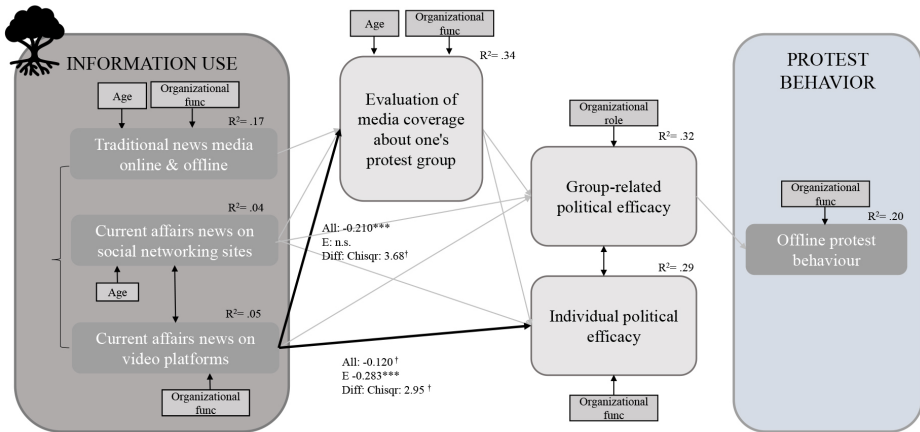 INFORMATION USE
Age
Organizational
func
R²= .17
Traditional news media
online & offline
R²= .04
Current affairs news on
social networking sites
Age
R²= .05
Current affairs news on
video platforms
Organizational
func
Age
Organizational
func
R²= .34
Evaluation of
media coverage
about one's
protest group
All: -0.210***
E: n.s.
Diff: Chisqr: 3.68†
All: -0.120 †
E -0.283***
Diff: Chisqr: 2.95 †
Organizational
role
R²= .32
Group-related
political efficacy
R²= .29
Individual political
efficacy
Organizational
func
PROTEST
BEHAVIOR
Organizational
func
R²= .20
Offline protest
behaviour